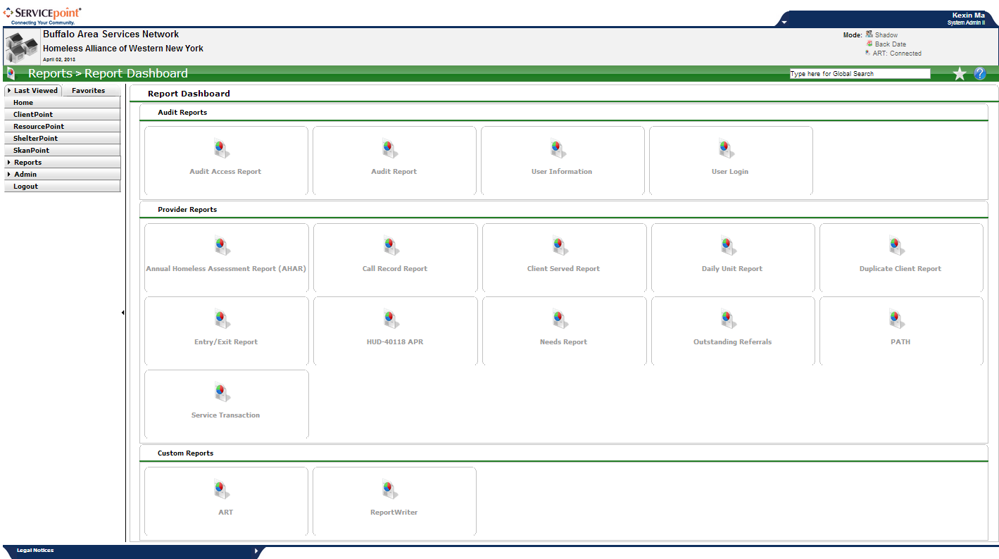 SERVICEpoint
Connecting Your Community.
Kexin Ma
System Admin II
Buffalo Area Services Network
Homeless Alliance of Western New York
April 02, 2013
Mode: Shadow
Back Date
ART: Connected
Reports > Report Dashboard
Type here for Global Search
?
Last Viewed Favorites
Home
ClientPoint
ResourcePoint
ShelterPoint
SkanPoint
Reports
Admin
Logout
Report Dashboard
Audit Reports
Audit Access Report
Audit Report
User Information
User Login
Provider Reports
Annual Homeless Assessment Report (AHAR)
Call Record Report
Client Served Report
Daily Unit Report
Duplicate Client Report
Entry/Exit Report
HUD-40118 APR
Needs Report
Outstanding Referrals
PATH
Service Transaction
Custom Reports
ART
ReportWriter
Legal Notices